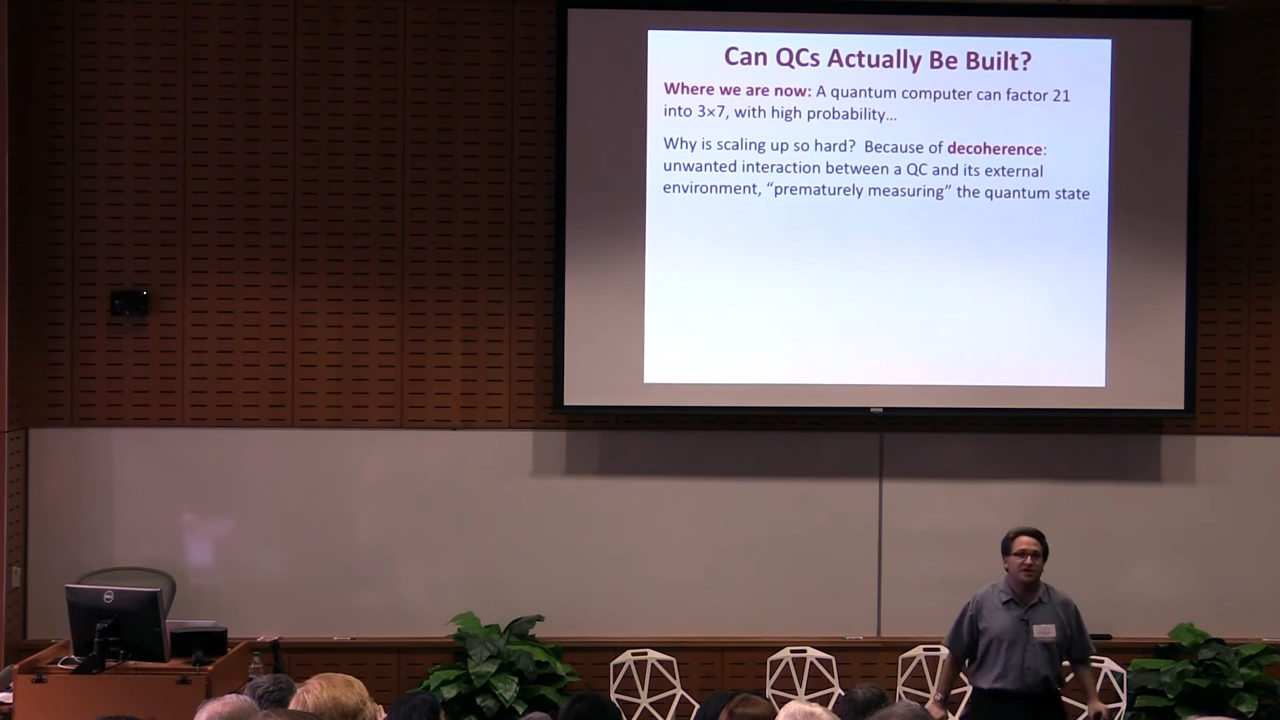 Can QCs Actually Be Built?
Where we are now: A quantum computer can factor 21
into 3×7, with high probability…
Why is scaling up so hard?  Because of decoherence:
unwanted interaction between a QC and its external
environment, “prematurely measuring” the quantum state
DELL